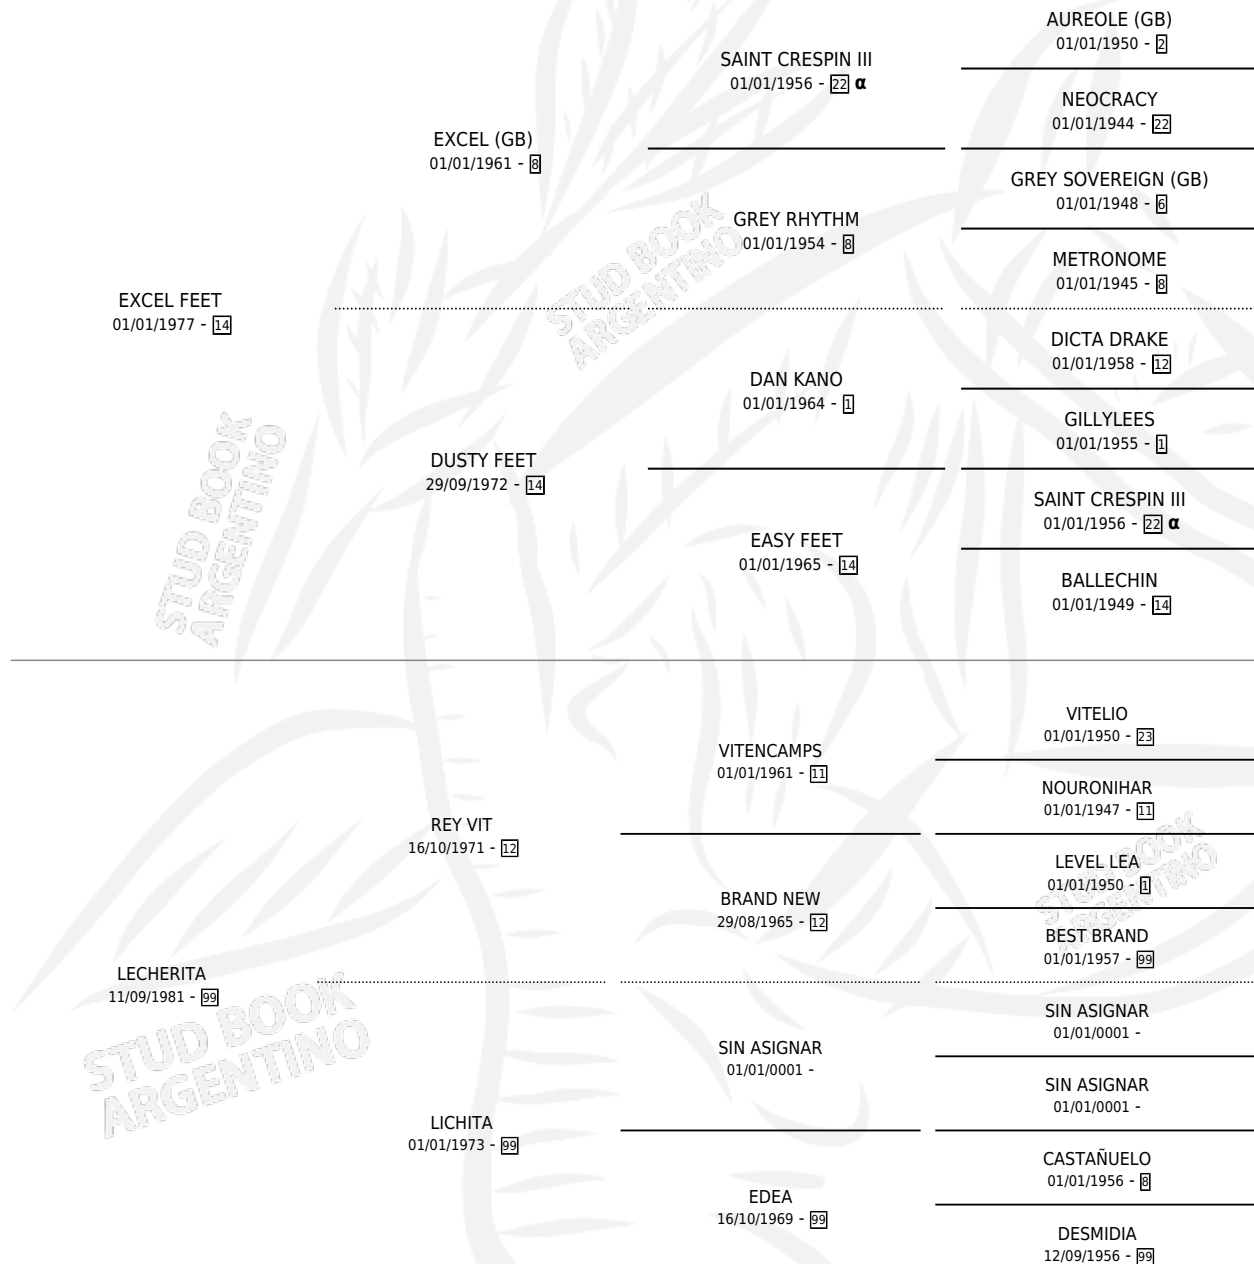 AUREOLE (GB)
01/01/1950 - 2
SAINT CRESPIN III
01/01/1956 - 22 α
NEOCRACY
01/01/1944 - 22
EXCEL (GB)
01/01/1961 - 8
GREY SOVEREIGN (GB)
01/01/1948 - 6
GREY RHYTHM
01/01/1954 - 8
METRONOME
01/01/1945 - 8
EXCEL FEET
01/01/1977 - 14
DICTA DRAKE
01/01/1958 - 12
DAN KANO
01/01/1964 - 1
GILLYLEES
01/01/1955 - 1
DUSTY FEET
29/09/1972 - 14
SAINT CRESPIN III
01/01/1956 - 22 α
EASY FEET
01/01/1965 - 14
BALLECHIN
01/01/1949 - 14
VITELIO
01/01/1950 - 23
VITENCAMPS
01/01/1961 - 11
NOURONIHAR
01/01/1947 - 11
REY VIT
16/10/1971 - 12
LEVEL LEA
01/01/1950 - 1
BRAND NEW
29/08/1965 - 12
BEST BRAND
01/01/1957 - 99
LECHERITA
11/09/1981 - 99
SIN ASIGNAR
01/01/0001 -
SIN ASIGNAR
01/01/0001 -
SIN ASIGNAR
01/01/0001 -
LICHITA
01/01/1973 - 99
CASTAÑUELO
01/01/1956 - 8
EDEA
16/10/1969 - 99
DESMIDIA
12/09/1956 - 99
STUD BOOK
ARGENTINO
STUD BOOK
ARGENTINO
STUD BOOK
ARGENTINO
STUD BOOK
ARGENTINO